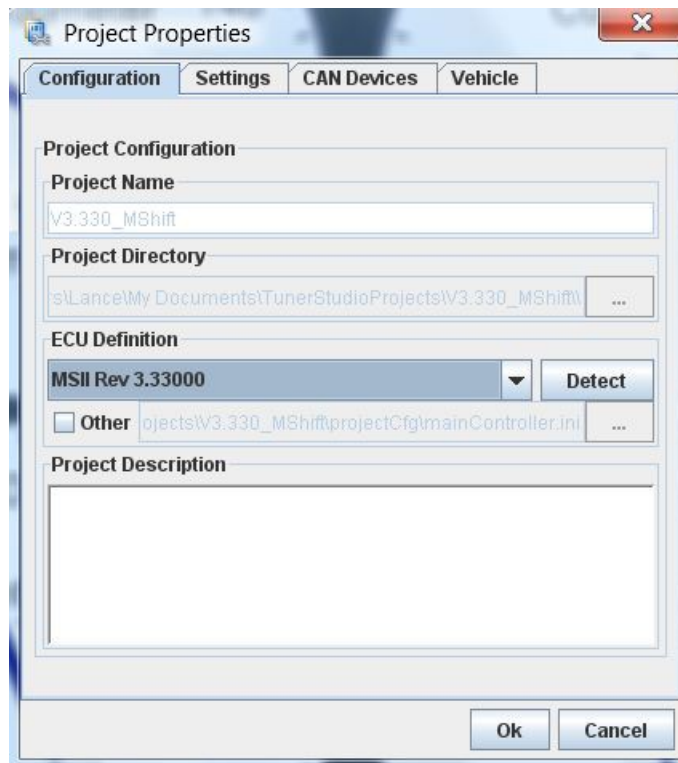 Project Properties
Configuration Settings CAN Devices Vehicle
Project Configuration
Project Name
V3.330_MShift
Project Directory
s\Lance\My Documents\TunerStudioProjects\V3.330_MShift\\
...
ECU Definition
MSII Rev 3.33000
Detect
Other ojects\V3.330_MShift\projectCfg\mainController.ini
...
Project Description
Ok Cancel